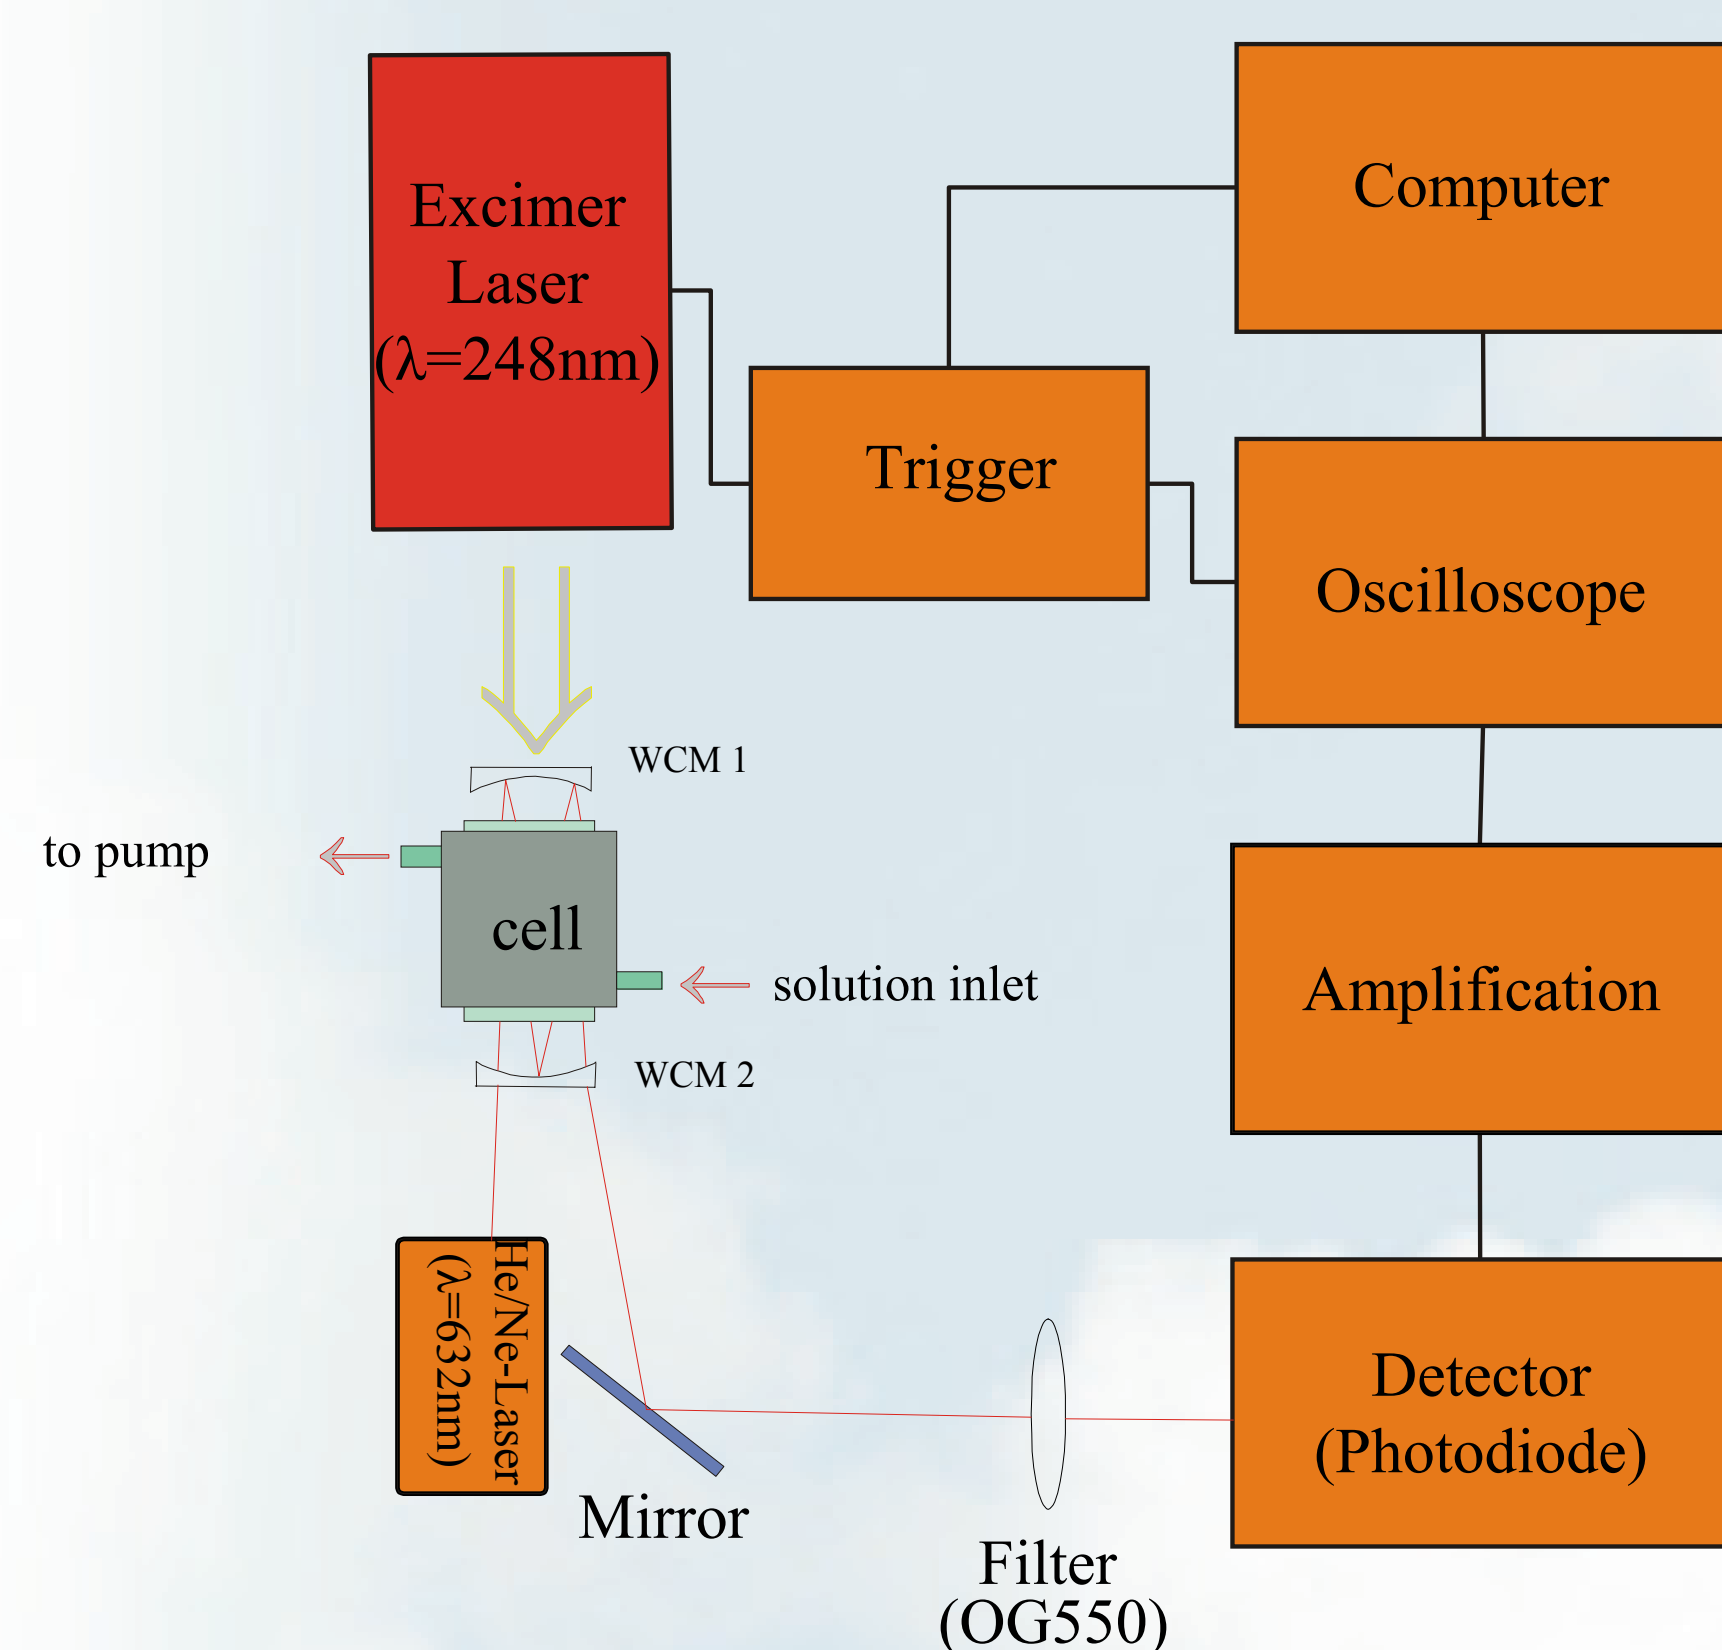 Excimer
Laser
(λ=248nm)
Computer
Trigger
Oscilloscope
WCM 1
to pump
cell
solution inlet
Amplification
WCM 2
He/Ne-Laser
(λ=632nm)
Mirror
Filter
(OG550)
Detector
(Photodiode)